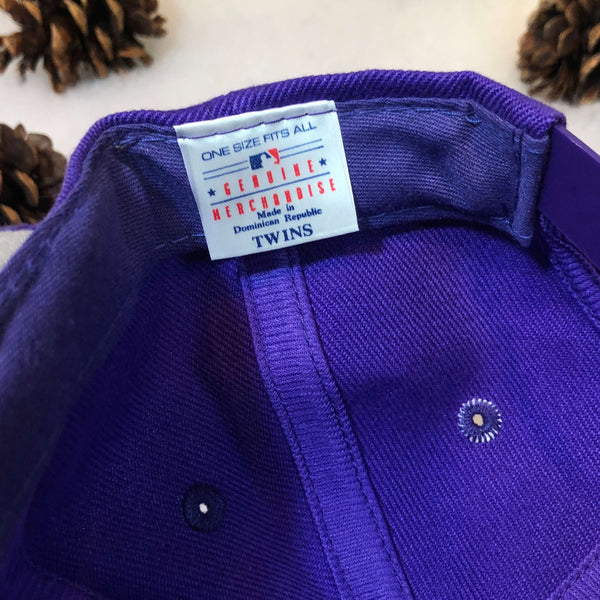 ONE SIZE FITS ALL
GENUINE
MERCHANDISE
Made in
Dominican Republic
TWINS